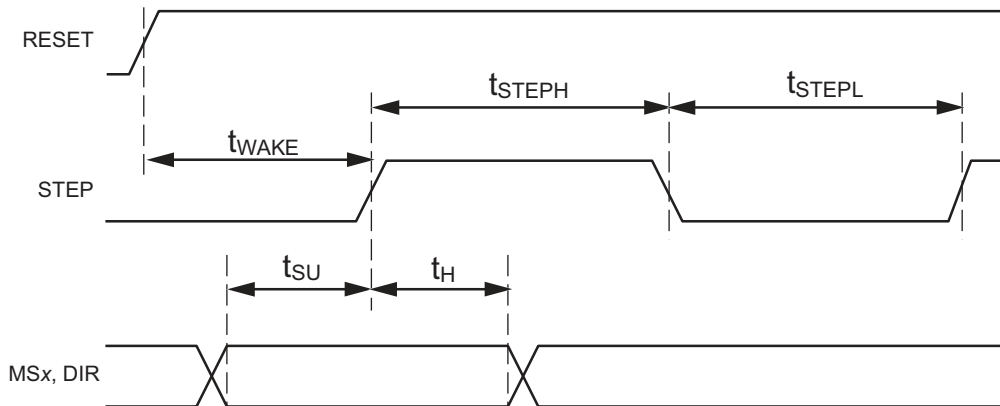 RESET
tSTEPH
tSTEPL
tWAKE
STEP
tSU
tH
MSx, DIR